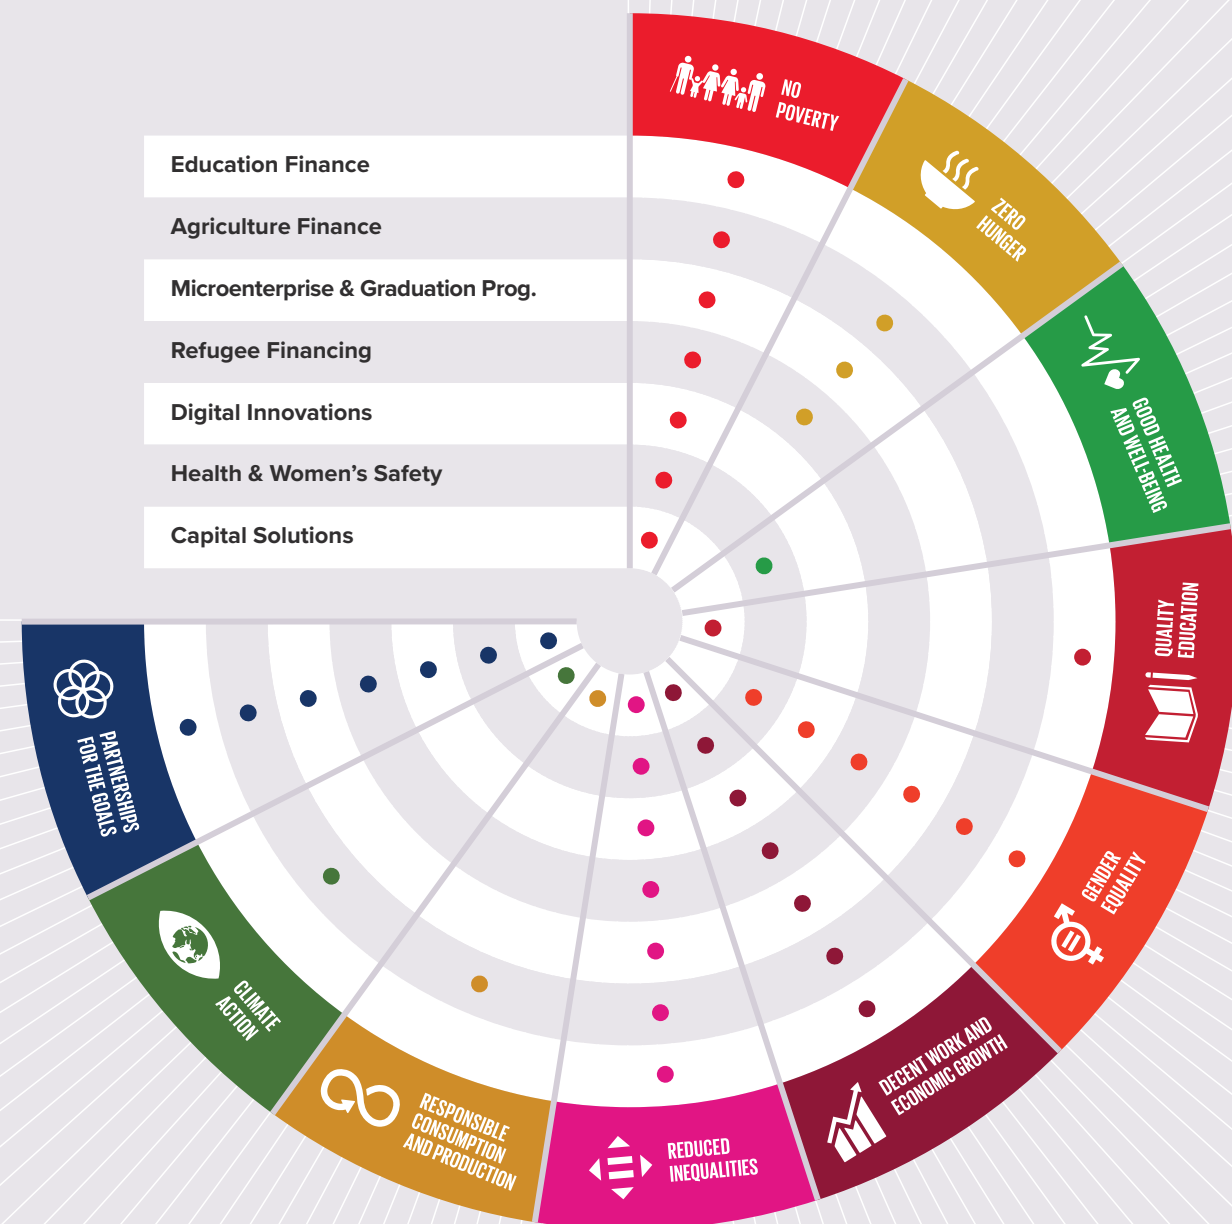 NO
POVERTY
ZERO
HUNGER
GOOD HEALTH
AND WELL-BEING
QUALITY
EDUCATION
GENDER
EQUALITY
DECENT WORK AND
ECONOMIC GROWTH
REDUCED
INEQUALITIES
RESPONSIBLE
CONSUMPTION
AND PRODUCTION
CLIMATE
ACTION
PARTNERSHIPS
FOR THE GOALS
Education Finance
Agriculture Finance
Microenterprise & Graduation Prog.
Refugee Financing
Digital Innovations
Health & Women’s Safety
Capital Solutions